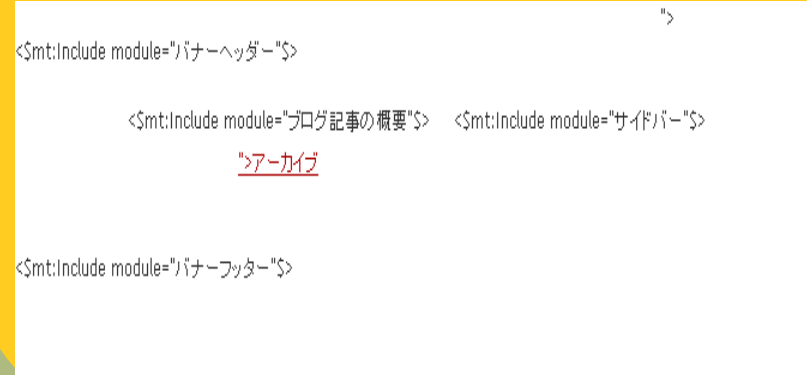 ">
<$mt:Include module="バナーヘッダー"$>
<$mt:Include module="ブログ記事の概要"$> <$mt:Include module="サイドバー"$>
">アーカイブ
<$mt:Include module="バナーフッター"$>